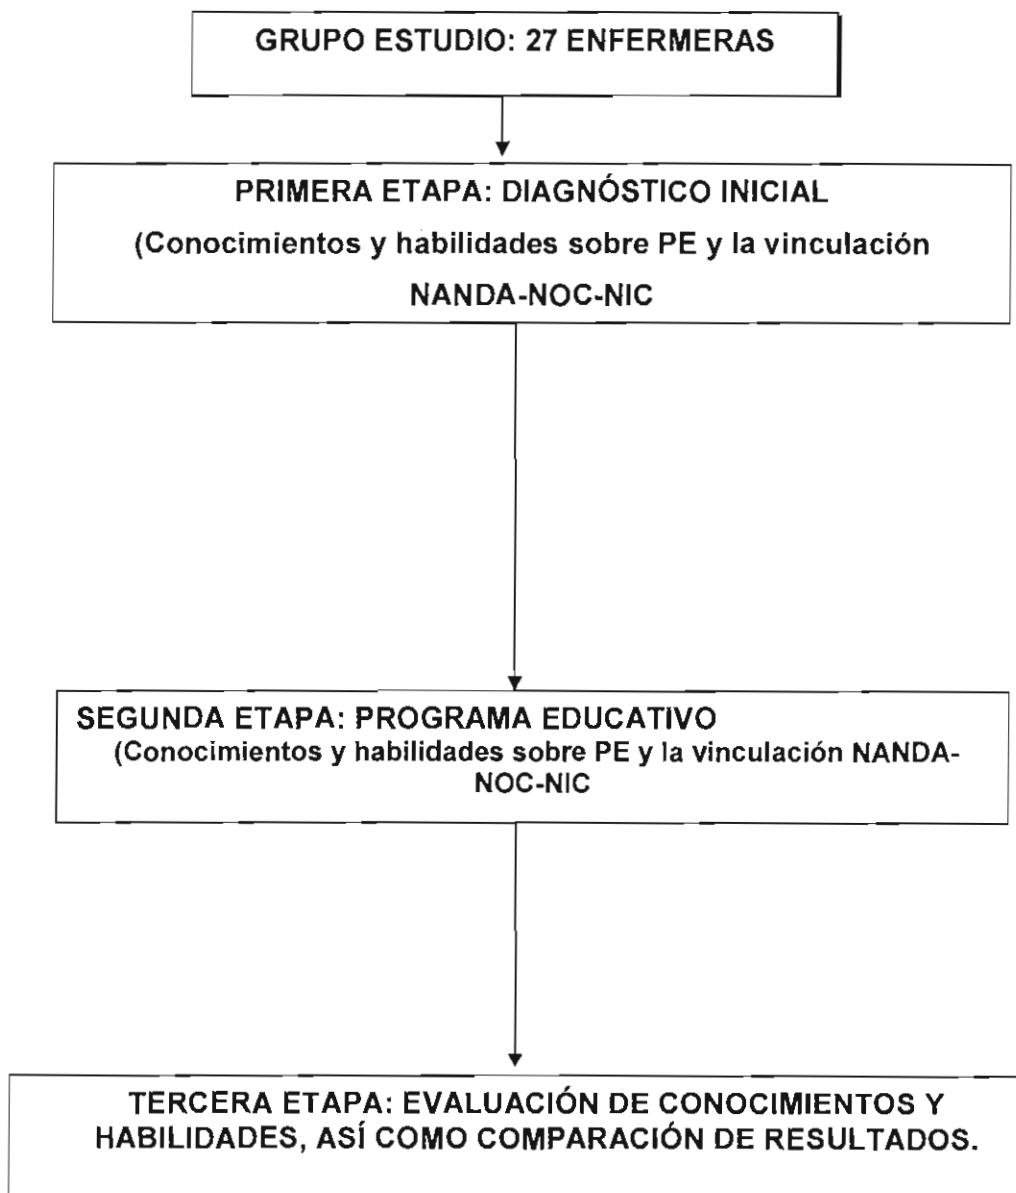 GRUPO ESTUDIO: 27 ENFERMERAS
PRIMERA ETAPA: DIAGNÓSTICO INICIAL
(Conocimientos y habilidades sobre PE y la vinculación
NANDA-NOC-NIC
SEGUNDA ETAPA: PROGRAMA EDUCATIVO
(Conocimientos y habilidades sobre PE y la vinculación NANDA-
NOC-NIC
TERCERA ETAPA: EVALUACIÓN DE CONOCIMIENTOS Y
HABILIDADES, ASÍ COMO COMPARACIÓN DE RESULTADOS.